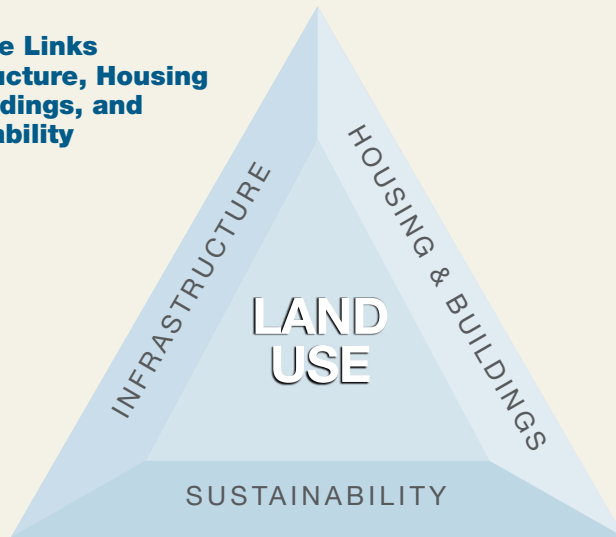 e Links
ucture, Housing
dings, and
ability
INFRASTRUCTURE
HOUSING & BUILDINGS
LAND
USE
SUSTAINABILITY